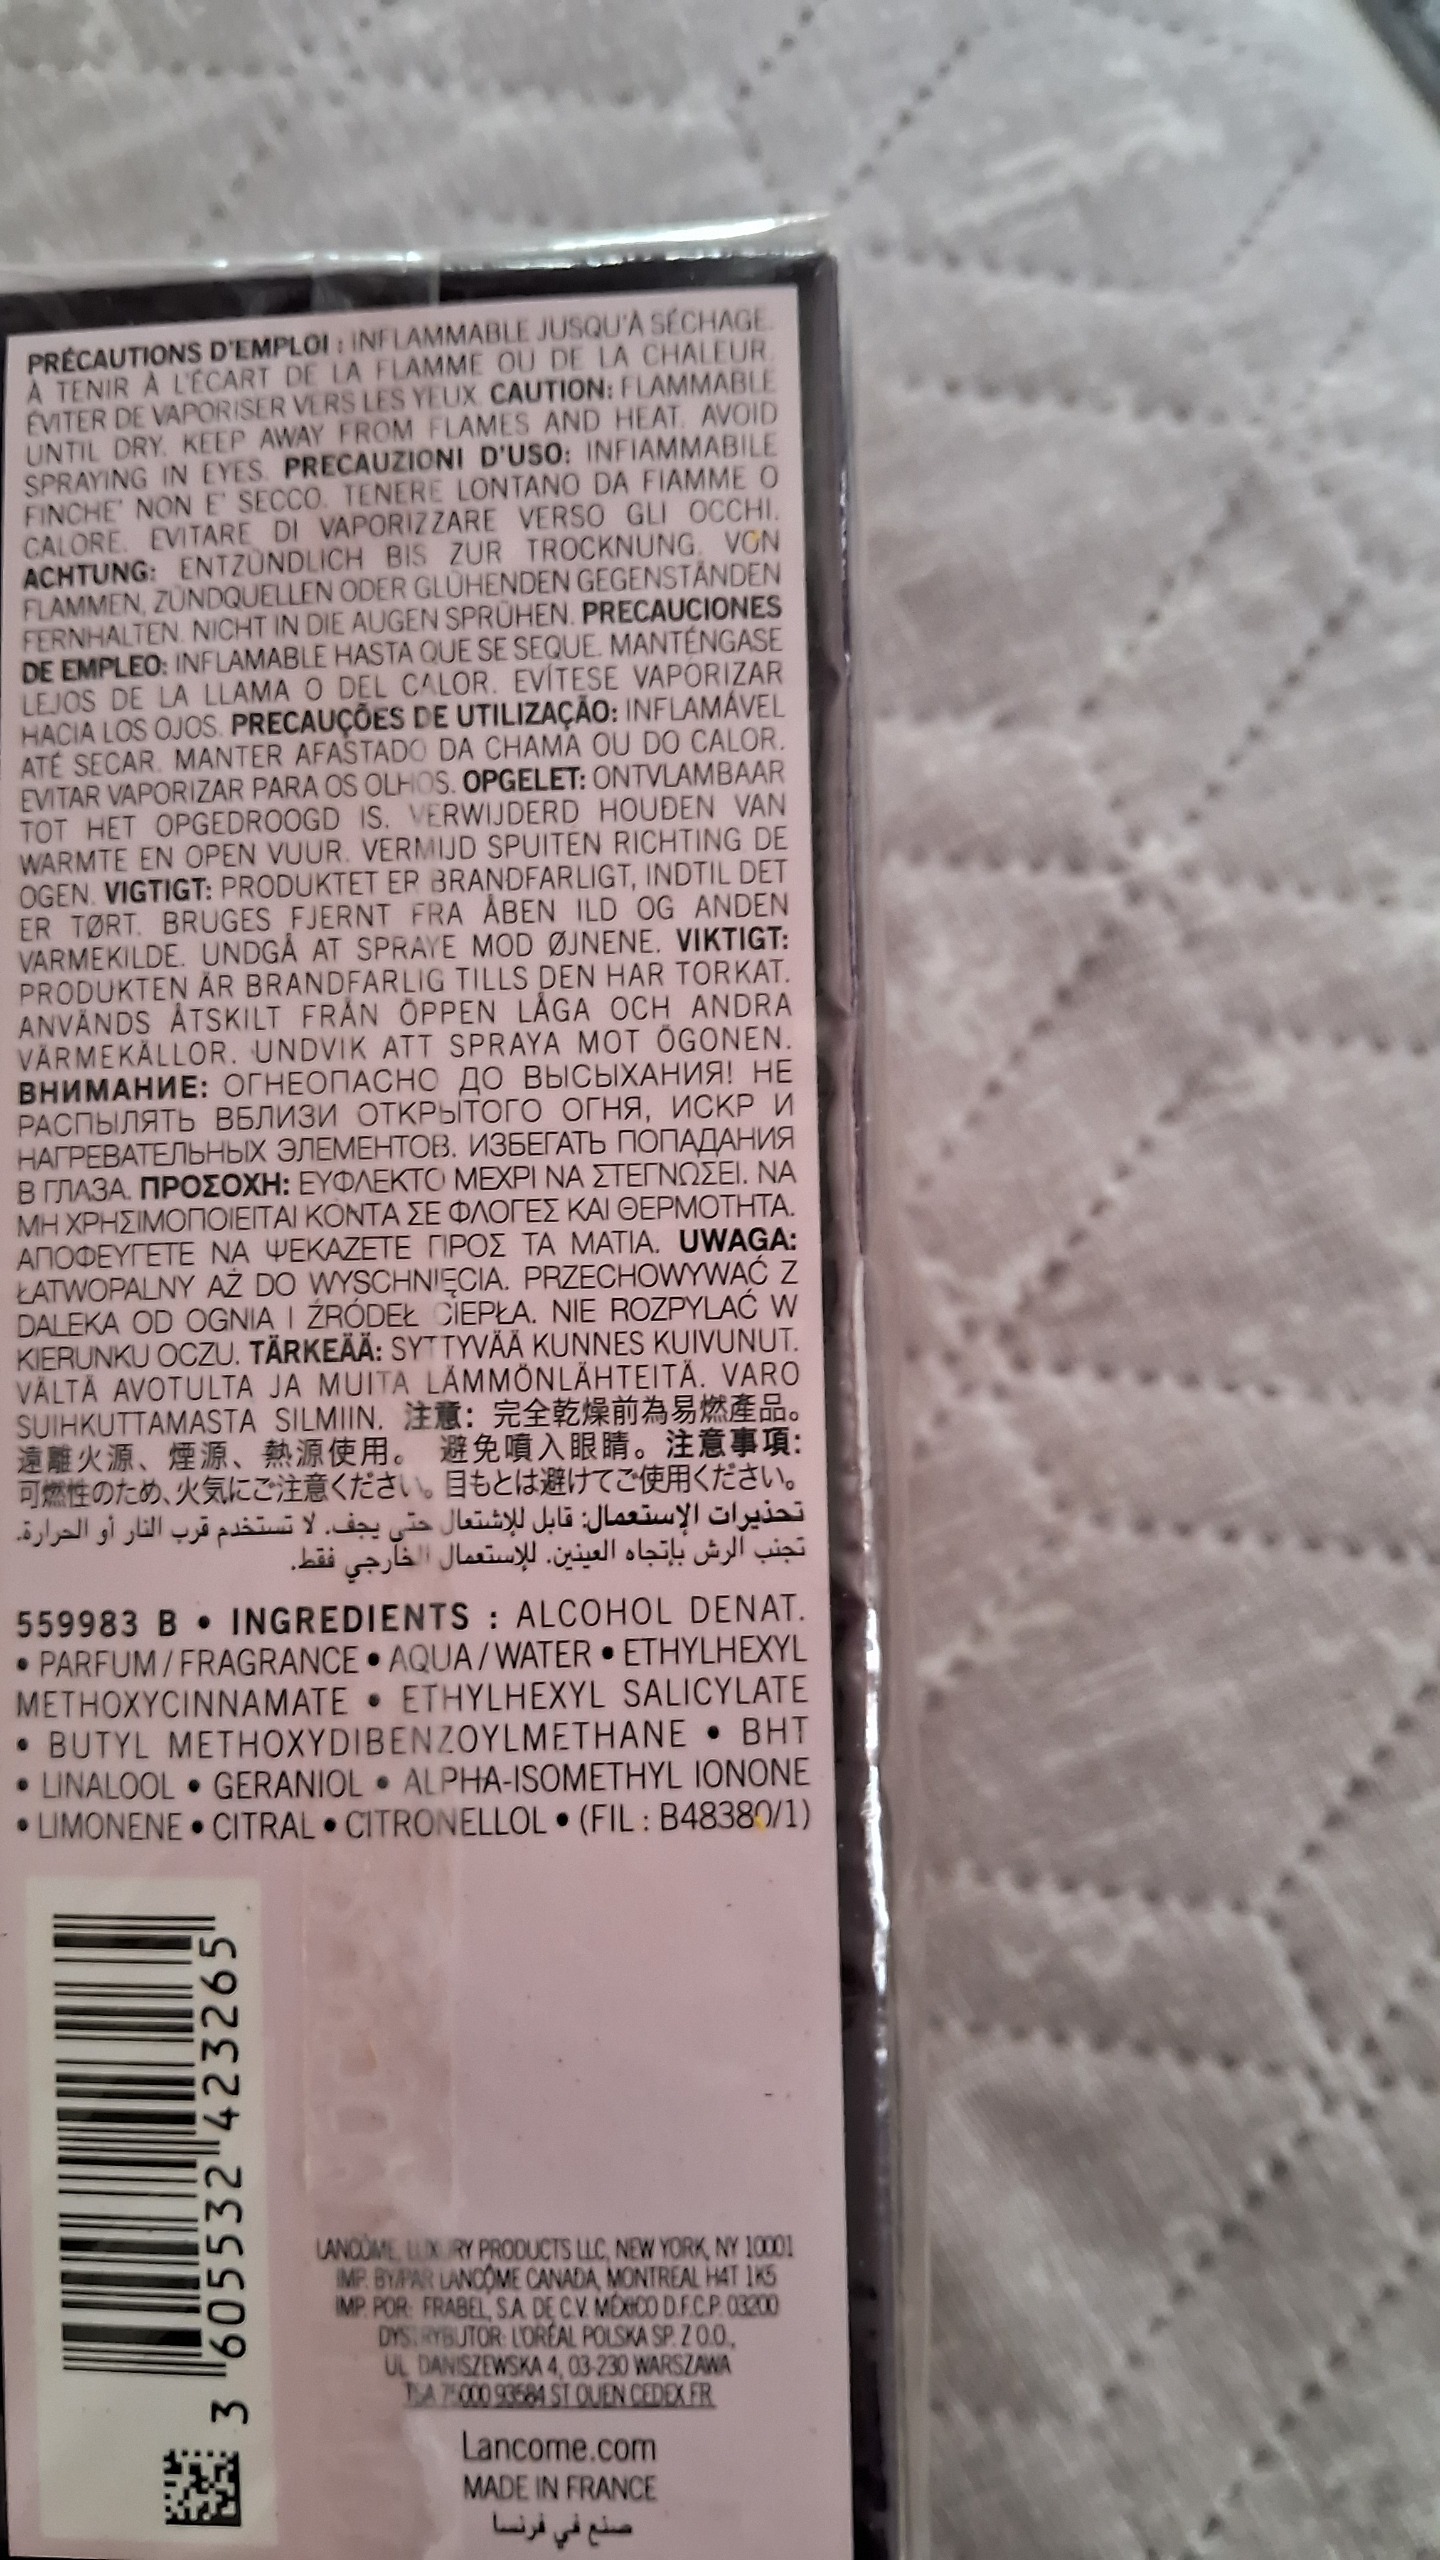 PRÉCAUTIONS D'EMPLOI : INFLAMMABLE JUSQU'À SÉCHAGE.
À TENIR À L'ÉCART DE LA FLAMME OU DE LA CHALEUR.
ÉVITER DE VAPORISER VERS LES YEUX. CAUTION: FLAMMABLE
UNTIL DRY. KEEP AWAY FROM FLAMES AND HEAT. AVOID
SPRAYING IN EYES. PRECAUZIONI D'USO: INFIAMMABILE
FINCHE' NON E' SECCO. TENERE LONTANO DA FIAMME O
CALORE. EVITARE DI VAPORIZZARE VERSO GLI OCCHI.
ACHTUNG: ENTZÜNDLICH BIS ZUR TROCKNUNG. VON
FLAMMEN, ZÜNDQUELLEN ODER GLÜHENDEN GEGENSTÄNDEN
FERNHALTEN. NICHT IN DIE AUGEN SPRÜHEN. PRECAUCIONES
DE EMPLEO: INFLAMABLE HASTA QUE SE SEQUE. MANTÉNGASE
LEJOS DE LA LLAMA O DEL CALOR. EVÍTESE VAPORIZAR
HACIA LOS OJOS. PRECAUÇÕES DE UTILIZAÇÃO: INFLAMÁVEL
ATÉ SECAR. MANTER AFASTADO DA CHAMA OU DO CALOR.
EVITAR VAPORIZAR PARA OS OLHOS. OPGELET: ONTVLAMBAAR
TOT HET OPGEDROOGD IS. VERWIJDERD HOUDEN VAN
WARMTE EN OPEN VUUR. VERMIJD SPUITEN RICHTING DE
OGEN. VIGTIGT: PRODUKTET ER BRANDFARLIGT, INDTIL DET
ER TØRT. BRUGES FJERNT FRA ÅBEN ILD OG ANDEN
VARMEKILDE. UNDGÅ AT SPRAYE MOD ØJNENE. VIKTIGT:
PRODUKTEN ÄR BRANDFARLIG TILLS DEN HAR TORKAT.
ANVÄNDS ÅTSKILT FRÅN ÖPPEN LÅGA OCH ANDRA
VÄRMEKÄLLOR. UNDVIK ATT SPRAYA MOT ÖGONEN.
ВНИМАНИЕ: ОГНЕОПАСНО ДО ВЫСЫХАНИЯ! НЕ
РАСПЫЛЯТЬ ВБЛИЗИ ОТКРЫТОГО ОГНЯ, ИСКР И
НАГРЕВАТЕЛЬНЫХ ЭЛЕМЕНТОВ. ИЗБЕГАТЬ ПОПАДАНИЯ
В ГЛАЗА. ΠΡΟΣΟΧΗ: ΕΥΦΛΕΚΤΟ ΜΕΧΡΙ ΝΑ ΣΤΕΓΝΩΣΕΙ. ΝΑ
ΜΗ ΧΡΗΣΙΜΟΠΟΙΕΙΤΑΙ ΚΟΝΤΑ ΣΕ ΦΛΟΓΕΣ ΚΑΙ ΘΕΡΜΟΤΗΤΑ.
ΑΠΟΦΕΥΓΕΤΕ ΝΑ ΨΕΚΑΖΕΤΕ ΠΡΟΣ ΤΑ ΜΑΤΙΑ. UWAGA:
ŁATWOPALNY AŻ DO WYSCHNIĘCIA. PRZECHOWYWAĆ Z
DALEKA OD OGNIA I ŹRÓDEŁ CIEPŁA. NIE ROZPYLAĆ W
KIERUNKU OCZU. TÄRKEÄÄ: SYTTYVÄÄ KUNNES KUIVUNUT.
VÄLTÄ AVOTULTA JA MUITA LÄMMÖNLÄHTEITÄ. VARO
SUIHKUTTAMASTA SILMIIN. 注意：完全乾燥前為易燃產品。
遠離火源、煙源、熱源使用。 避免噴入眼睛。注意事項：
可燃性のため、火気にご注意ください。目もとは避けてご使用ください。
تحذيرات الإستعمال: قابل للإشتعال حتى يجف. لا تستخدم قرب النار أو الحرارة.
تجنب الرش بإتجاه العينين. للإستعمال الخارجي فقط.
559983 B • INGREDIENTS : ALCOHOL DENAT.
• PARFUM / FRAGRANCE • AQUA / WATER • ETHYLHEXYL
METHOXYCINNAMATE • ETHYLHEXYL SALICYLATE
• BUTYL METHOXYDIBENZOYLMETHANE • BHT
• LINALOOL • GERANIOL • ALPHA-ISOMETHYL IONONE
• LIMONENE • CITRAL • CITRONELLOL • (FIL : B48380/1)
3 605532 423265
LANCÔME, LUXURY PRODUCTS LLC, NEW YORK, NY 10001
IMP. BY/PAR LANCÔME CANADA, MONTREAL H4T 1K5
IMP. POR: FRABEL, S.A. DE C.V. MÉXICO D.F.C.P. 03200
DYSTRYBUTOR: L'ORÉAL POLSKA SP. Z O.O.,
UL. DANISZEWSKA 4, 03-230 WARSZAWA
TSA 75000 93584 ST OUEN CEDEX FR
Lancome.com
MADE IN FRANCE
صنع في فرنسا